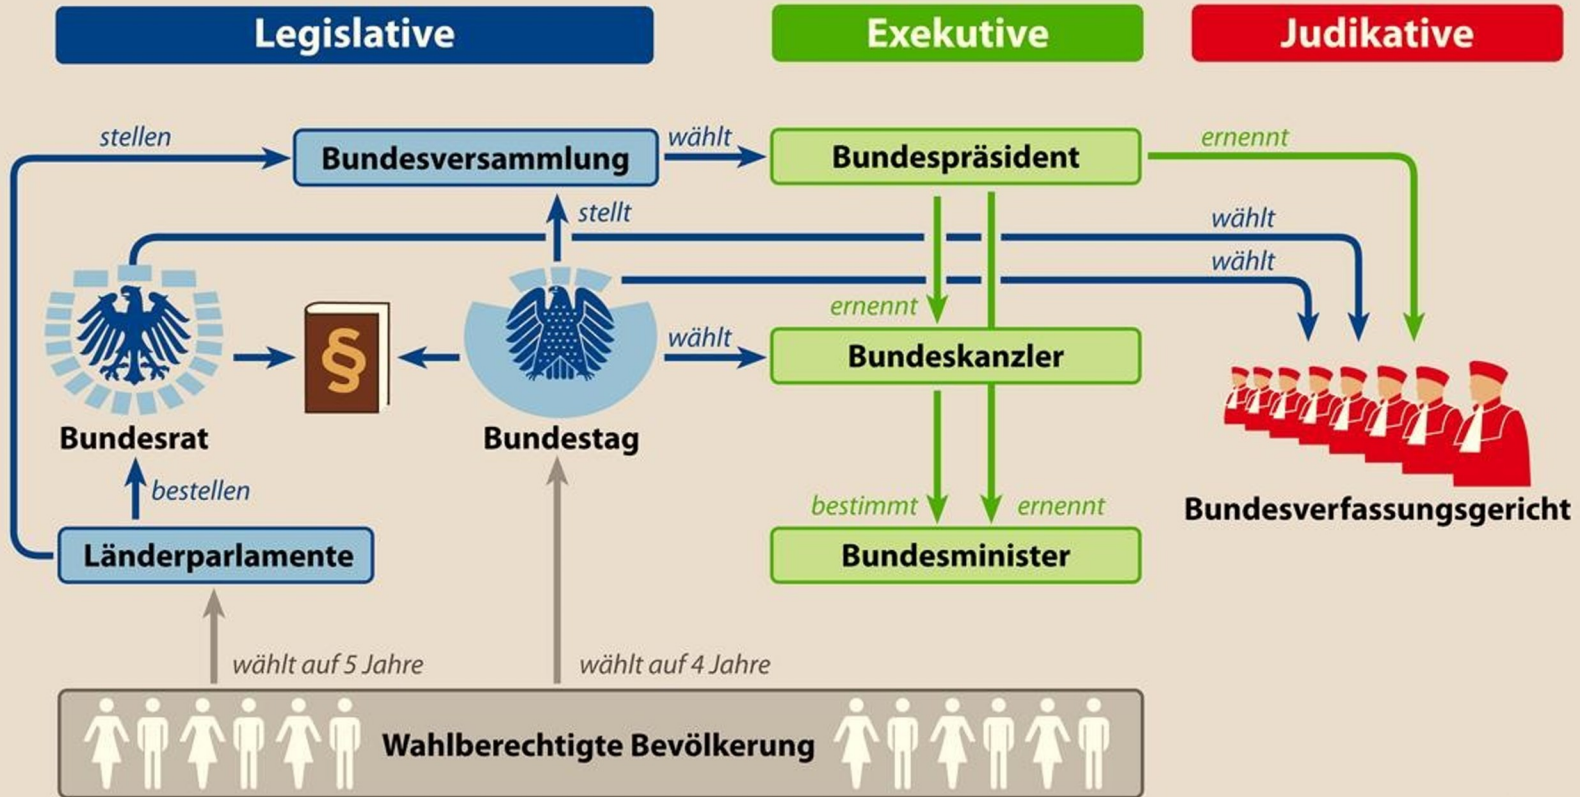 Legislative
Exekutive
Judikative
stellen
Bundesversammlung
wählt
Bundespräsident
ernennt
stellt
wählt
wählt
ernennt
§
wählt
Bundeskanzler
Bundesrat
Bundestag
bestellen
bestimmt
ernennt
Bundesverfassungsgericht
Länderparlamente
Bundesminister
wählt auf 5 Jahre
wählt auf 4 Jahre
Wahlberechtigte Bevölkerung